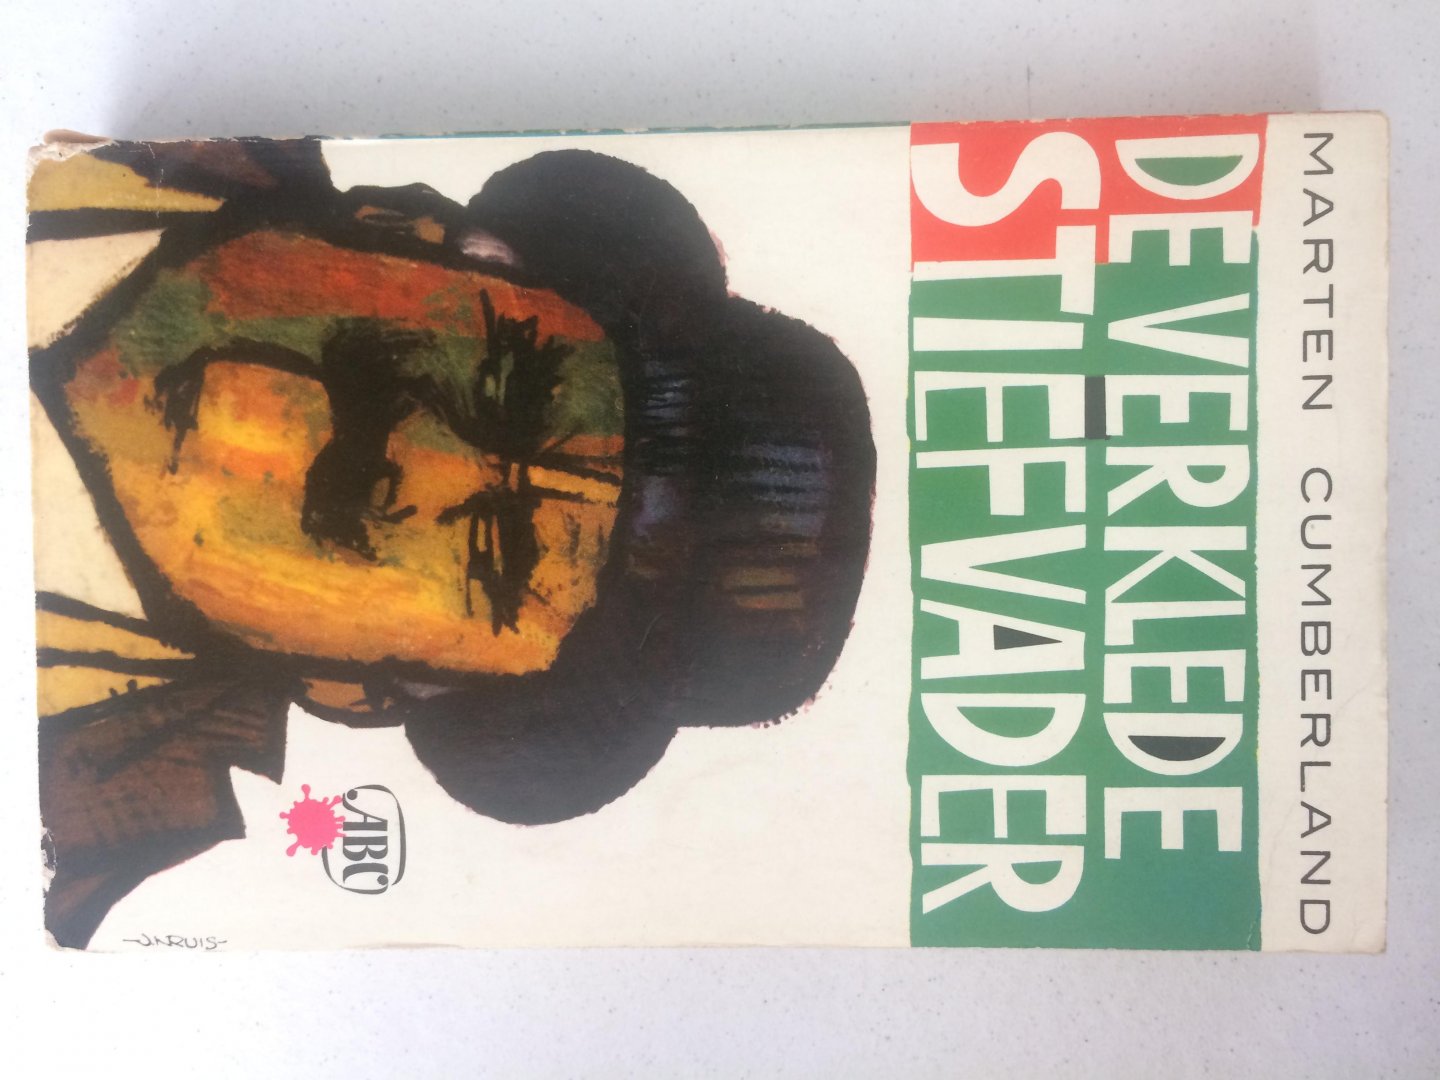 MARTEN CUMBERLAND
DE VERKLEDE
STIEFVADER
ABC
J.KRUIS